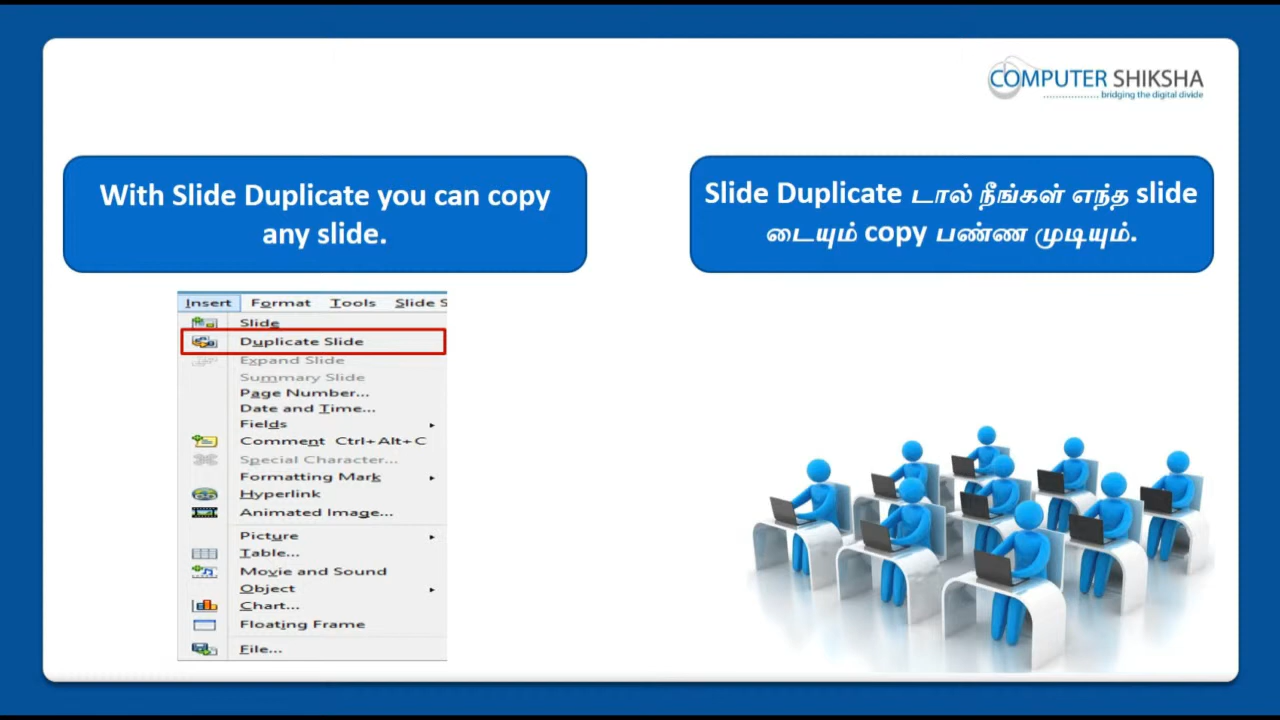 COMPUTER SHIKSHA
bridging the digital divide
With Slide Duplicate you can copy
any slide.
Slide Duplicate டால் நீங்கள் எந்த slide
டையும் copy பண்ண முடியும்.
Insert Format Tools Slide S
Slide
Duplicate Slide
Expand Slide
Summary Slide
Page Number...
Date and Time...
Fields
Comment Ctrl+Alt+C
Special Character...
Formatting Mark
Hyperlink
Animated Image...
Picture
Table...
Movie and Sound
Object
Chart...
Floating Frame
File...